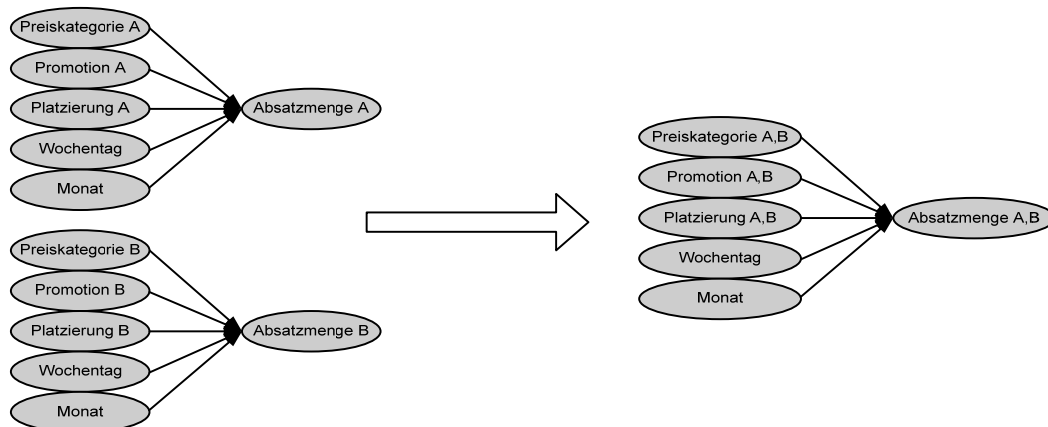 Preiskategorie A
Promotion A
Platzierung A
Wochentag
Monat
Absatzmenge A
Preiskategorie B
Promotion B
Platzierung B
Wochentag
Monat
Absatzmenge B
Preiskategorie A,B
Promotion A,B
Platzierung A,B
Wochentag
Monat
Absatzmenge A,B